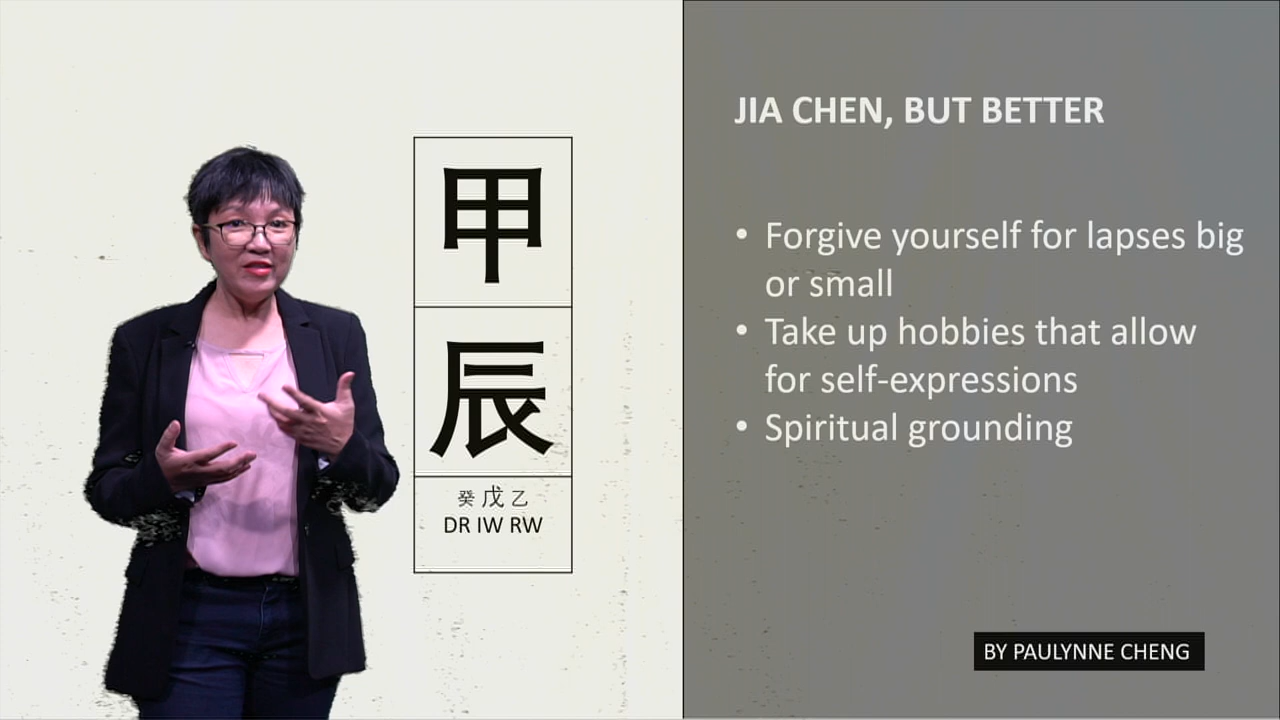 甲
辰
癸 戊 乙
DR IW RW
JIA CHEN, BUT BETTER
• Forgive yourself for lapses big
or small
• Take up hobbies that allow
for self-expressions
• Spiritual grounding
BY PAULYNNE CHENG